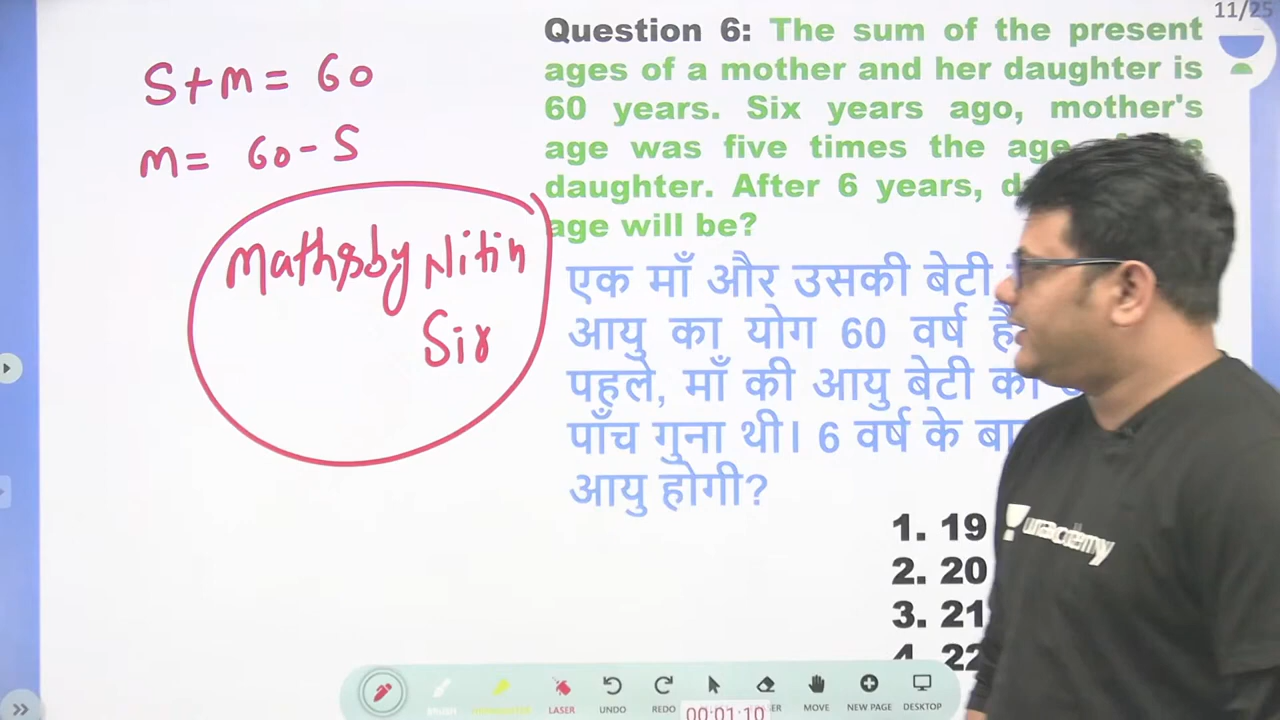 11/25
S+m= 60
m= 60-S
Maths by Nitin
Sir
Question 6: The sum of the present
ages of a mother and her daughter is
60 years. Six years ago, mother's
age was five times the age
daughter. After 6 years,
age will be?
एक माँ और उसकी बेटी
आयु का योग 60 वर्ष
पहले, माँ की आयु बेटी की
पाँच गुना थी। 6 वर्ष के
आयु होगी?
1. 19
2. 20
3. 21
4. 22
unacademy
LASER
UNDO
REDO
MOVE
NEW PAGE
DESKTOP
00:01:10